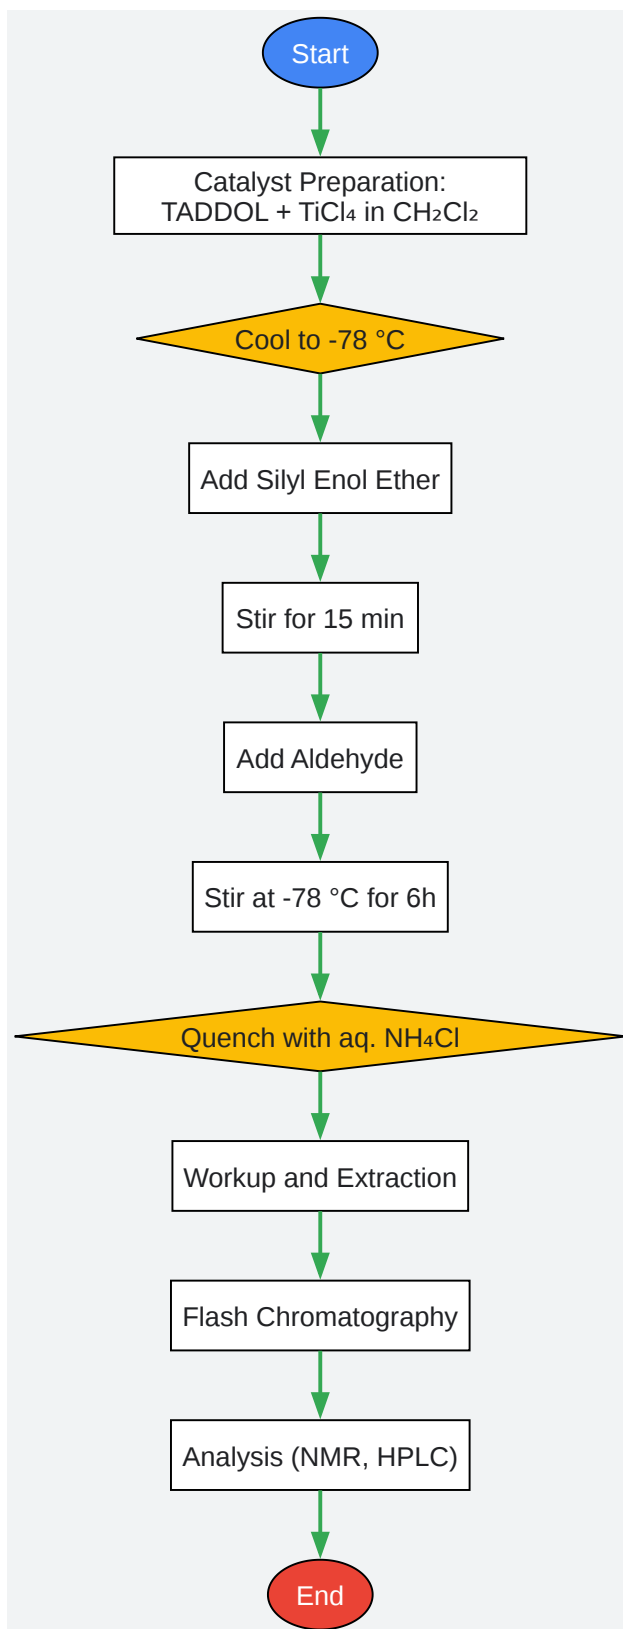 Start
Catalyst Preparation:
TADDOL + TiCl₄ in CH₂Cl₂
Cool to -78 °C
Add Silyl Enol Ether
Stir for 15 min
Add Aldehyde
Stir at -78 °C for 6h
Quench with aq. NH₄Cl
Workup and Extraction
Flash Chromatography
Analysis (NMR, HPLC)
End